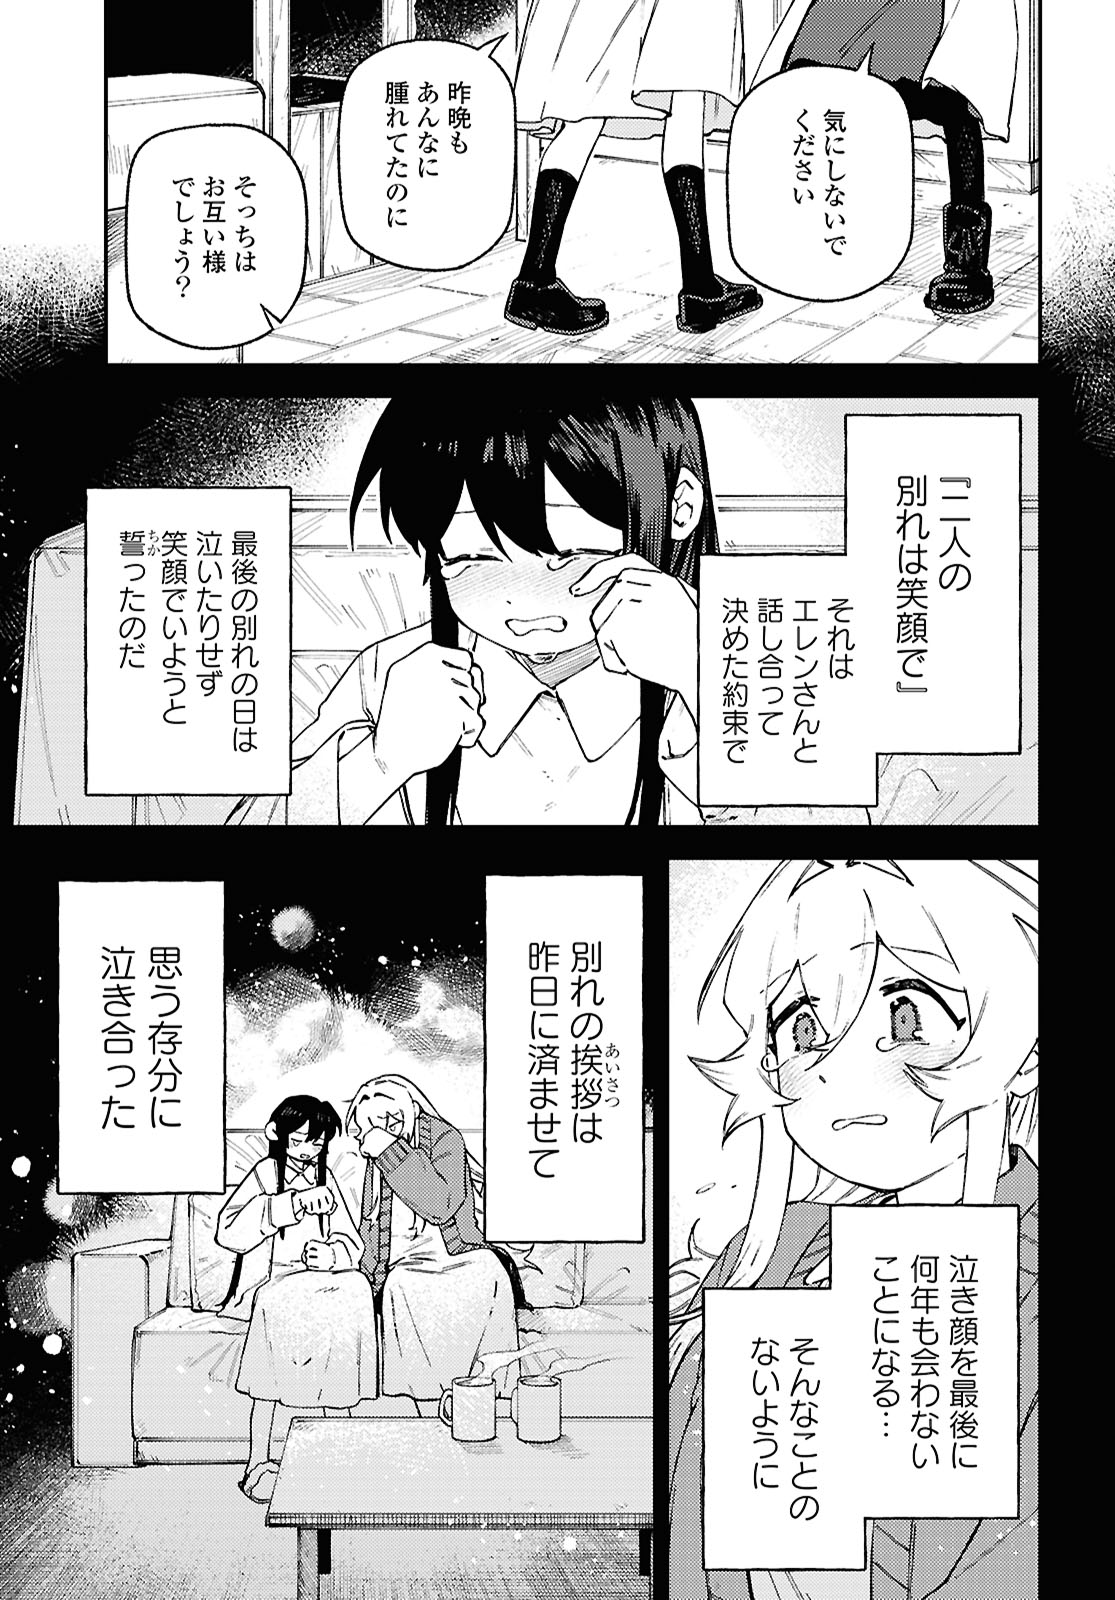 気にしないで
ください
昨晩も
あんなに
腫れてたのに
そっちは
お互い様
でしょう？
『二人の
別れは笑顔で』
それは
エレンさんと
話し合って
決めた約束で
最後の別れの日は
泣いたりせず
笑顔でいようと
誓ったのだ
ちか
泣き顔を最後に
何年も会わない
ことになる…
そんなことの
ないように
別れの挨拶は
あいさつ
昨日に済ませて
思う存分に
泣き合った